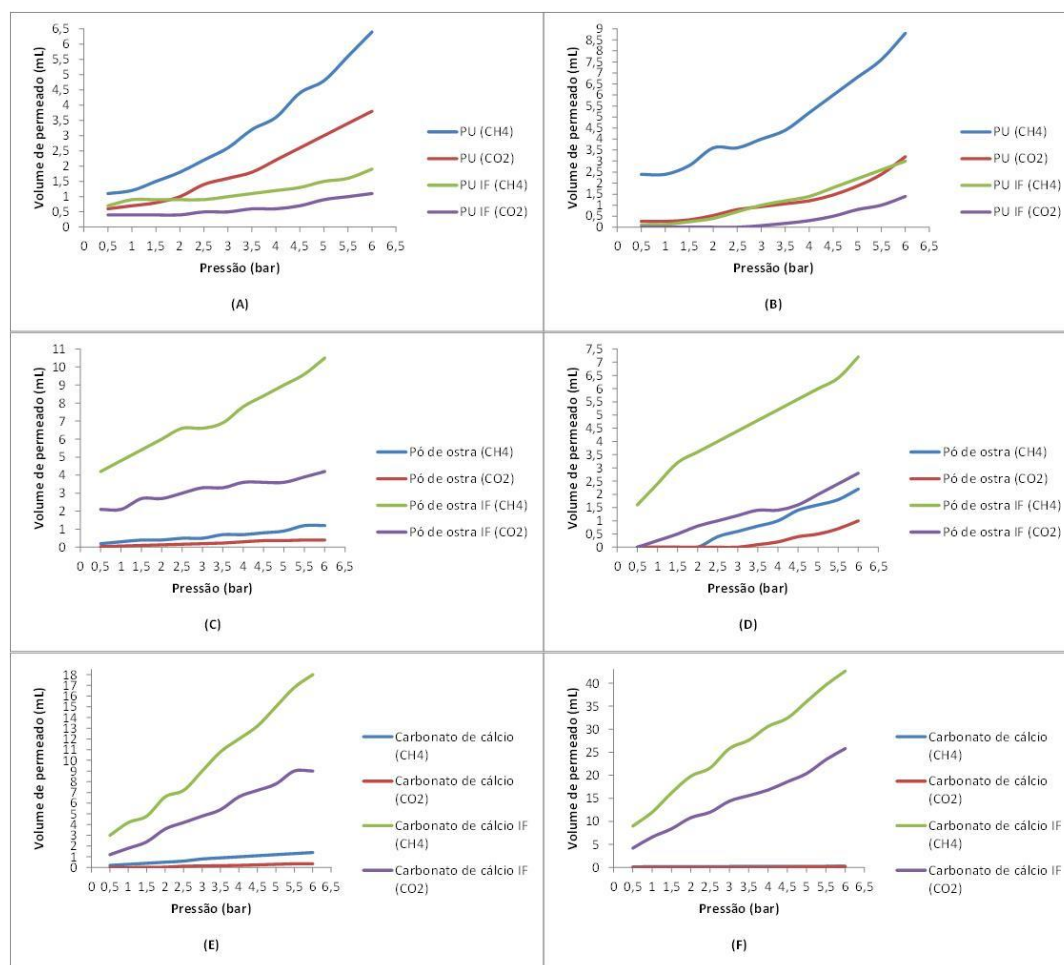 Volume de permeado (mL)
6,5
6
5,5
5
4,5
4
3,5
3
2,5
2
1,5
1
0,5
0
0 0,5 1 1,5 2 2,5 3 3,5 4 4,5 5 5,5 6 6,5
Pressão (bar)
PU (CH4)
PU (CO2)
PU IF (CH4)
PU IF (CO2)
(A)
Volume de permeado (mL)
9
8,5
8
7,5
7
6,5
6
5,5
5
4,5
4
3,5
3
2,5
2
1,5
1
0,5
0
0 0,5 1 1,5 2 2,5 3 3,5 4 4,5 5 5,5 6 6,5
Pressão (bar)
PU (CH4)
PU (CO2)
PU IF (CH4)
PU IF (CO2)
(B)
Volume de permeado (mL)
11
10
9
8
7
6
5
4
3
2
1
0
0 0,5 1 1,5 2 2,5 3 3,5 4 4,5 5 5,5 6 6,5
Pressão (bar)
Pó de ostra (CH4)
Pó de ostra (CO2)
Pó de ostra IF (CH4)
Pó de ostra IF (CO2)
(C)
Volume de permeado (mL)
7,5
7
6,5
6
5,5
5
4,5
4
3,5
3
2,5
2
1,5
1
0,5
0
0 0,5 1 1,5 2 2,5 3 3,5 4 4,5 5 5,5 6 6,5
Pressão (bar)
Pó de ostra (CH4)
Pó de ostra (CO2)
Pó de ostra IF (CH4)
Pó de ostra IF (CO2)
(D)
Volume de permeado (mL)
18
17
16
15
14
13
12
11
10
9
8
7
6
5
4
3
2
1
0
0 0,5 1 1,5 2 2,5 3 3,5 4 4,5 5 5,5 6 6,5
Pressão (bar)
Carbonato de cálcio
(CH4)
Carbonato de cálcio
(CO2)
Carbonato de cálcio IF
(CH4)
Carbonato de cálcio IF
(CO2)
(E)
Volume de permeado (mL)
40
35
30
25
20
15
10
5
0
0 0,5 1 1,5 2 2,5 3 3,5 4 4,5 5 5,5 6 6,5
Pressão (bar)
Carbonato de cálcio
(CH4)
Carbonato de cálcio
(CO2)
Carbonato de cálcio IF
(CH4)
Carbonato de cálcio IF
(CO2)
(F)